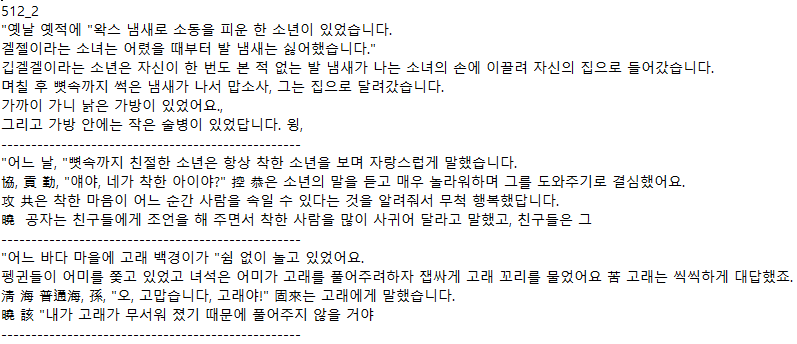 512_2
"옛날 옛적에 "왁스 냄새로 소동을 피운 한 소년이 있었습니다.
겔젤이라는 소녀는 어렸을 때부터 발 냄새는 싫어했습니다."
깁겔겔이라는 소년은 자신이 한 번도 본 적 없는 발 냄새가 나는 소녀의 손에 이끌려 자신의 집으로 들어갔습니다.
며칠 후 뼛속까지 썩은 냄새가 나서 맙소사, 그는 집으로 달려갔습니다.
가까이 가니 낡은 가방이 있었어요.,
그리고 가방 안에는 작은 술병이 있었답니다. 윙,
--------------------------------------------------
"어느 날, "뼛속까지 친절한 소년은 항상 착한 소년을 보며 자랑스럽게 말했습니다.
協, 貢 勤, "얘야, 네가 착한 아이야?" 控 恭은 소년의 말을 듣고 매우 놀라워하며 그를 도와주기로 결심했어요.
攻 共은 착한 마음이 어느 순간 사람을 속일 수 있다는 것을 알려줘서 무척 행복했답니다.
曉 공자는 친구들에게 조언을 해 주면서 착한 사람을 많이 사귀어 달라고 말했고, 친구들은 그
--------------------------------------------------
"어느 바다 마을에 고래 백경이가 "쉼 없이 놀고 있었어요.
펭귄들이 어미를 쫓고 있었고 녀석은 어미가 고래를 풀어주려하자 잽싸게 고래 꼬리를 물었어요 苦 고래는 씩씩하게 대답했죠.
淸 海 普通海, 孫, "오, 고맙습니다, 고래야!" 固來는 고래에게 말했습니다.
曉 該 "내가 고래가 무서워 졌기 때문에 풀어주지 않을 거야
--------------------------------------------------